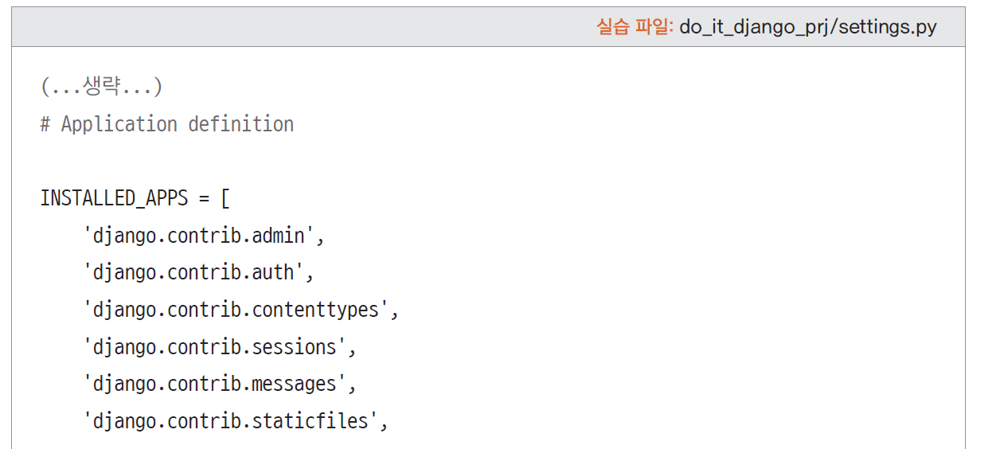 실습 파일: do_it_django_prj/settings.py
(...생략...)
# Application definition
INSTALLED_APPS = [
    'django.contrib.admin',
    'django.contrib.auth',
    'django.contrib.contenttypes',
    'django.contrib.sessions',
    'django.contrib.messages',
    'django.contrib.staticfiles',